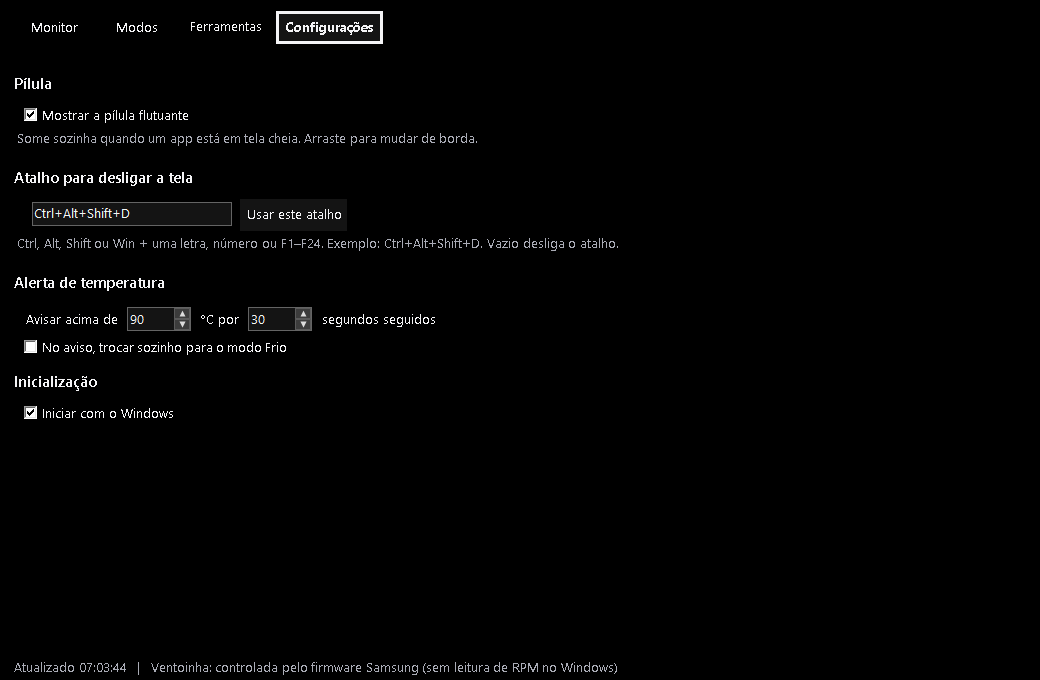 Monitor Modos Ferramentas Configurações
Pílula
Mostrar a pílula flutuante
Some sozinha quando um app está em tela cheia. Arraste para mudar de borda.
Atalho para desligar a tela
Ctrl+Alt+Shift+D Usar este atalho
Ctrl, Alt, Shift ou Win + uma letra, número ou F1–F24. Exemplo: Ctrl+Alt+Shift+D. Vazio desliga o atalho.
Alerta de temperatura
Avisar acima de 90 °C por 30 segundos seguidos
No aviso, trocar sozinho para o modo Frio
Inicialização
Iniciar com o Windows
Atualizado 07:03:44 | Ventoinha: controlada pelo firmware Samsung (sem leitura de RPM no Windows)